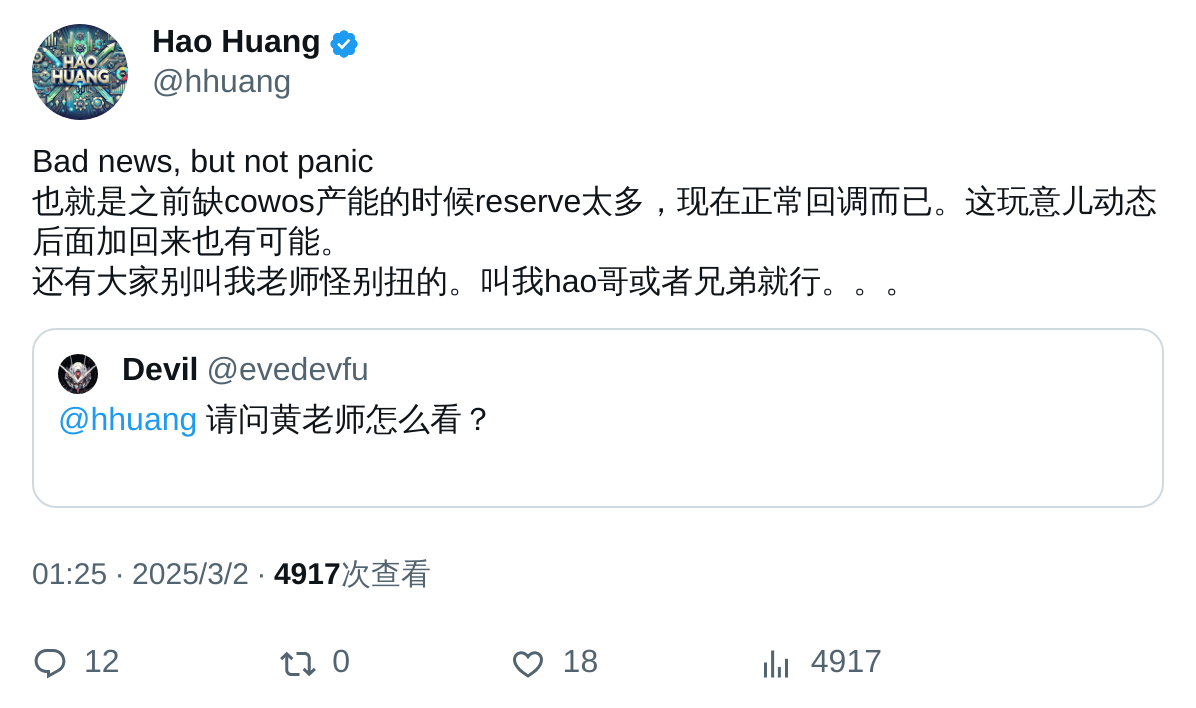 HAO
HUANG
Hao Huang
@hhuang
Bad news, but not panic
也就是之前缺cowos产能的时候reserve太多，现在正常回调而已。这玩意儿动态
后面加回来也有可能。
还有大家别叫我老师怪别扭的。叫我hao哥或者兄弟就行。。。
Devil @evedevfu
@hhuang 请问黄老师怎么看？
01:25 · 2025/3/2 · 4917次查看
12 0 18 4917